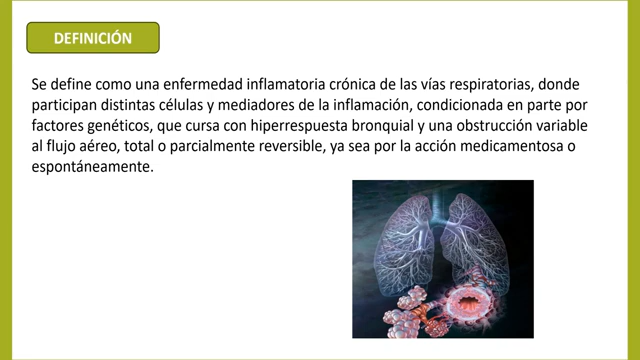 DEFINICIÓN
Se define como una enfermedad inflamatoria crónica de las vías respiratorias, donde
participan distintas células y mediadores de la inflamación, condicionada en parte por
factores genéticos, que cursa con hiperrespuesta bronquial y una obstrucción variable
al flujo aéreo, total o parcialmente reversible, ya sea por la acción medicamentosa o
espontáneamente.